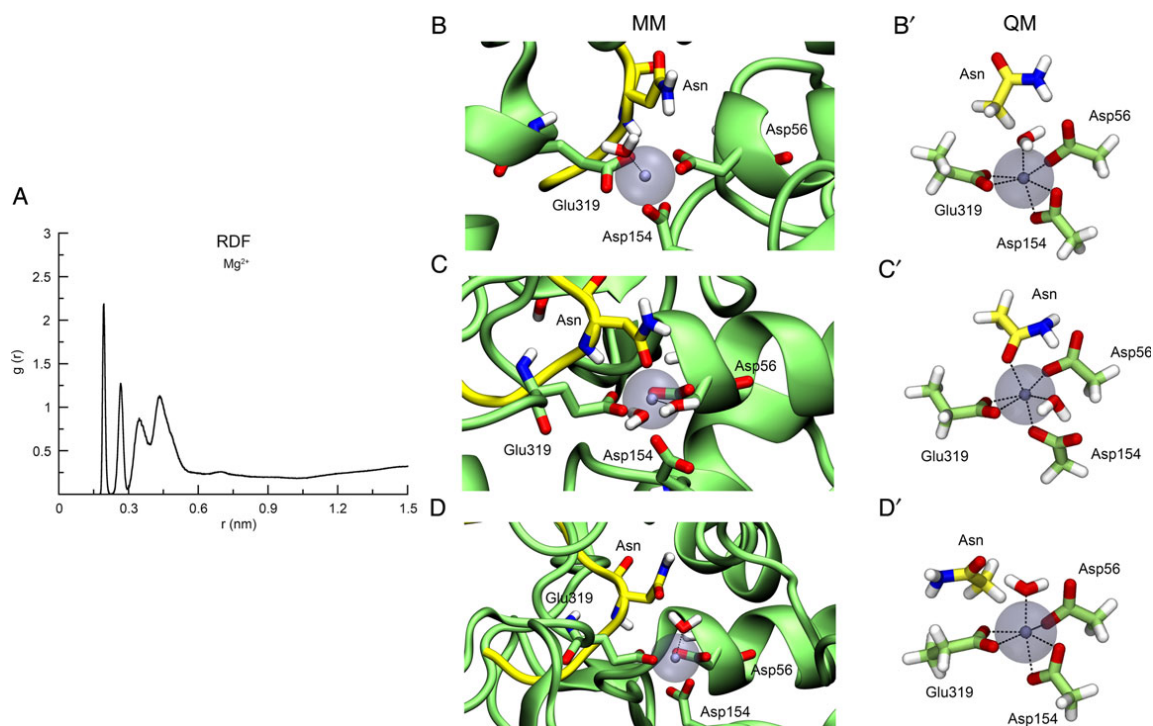 A
RDF
Mg²⁺
g (r)
3
2.5
2
1.5
1
0.5
0
0.3
0.6
0.9
1.2
1.5
r (nm)
MM
B
Asn
Asp56
Glu319
Asp154
C
Asn
Asp56
Glu319
Asp154
D
Asn
Glu319
Asp56
Asp154
QM
B′
Asn
Asp56
Glu319
Asp154
C′
Asn
Asp56
Glu319
Asp154
D′
Asn
Asp56
Glu319
Asp154